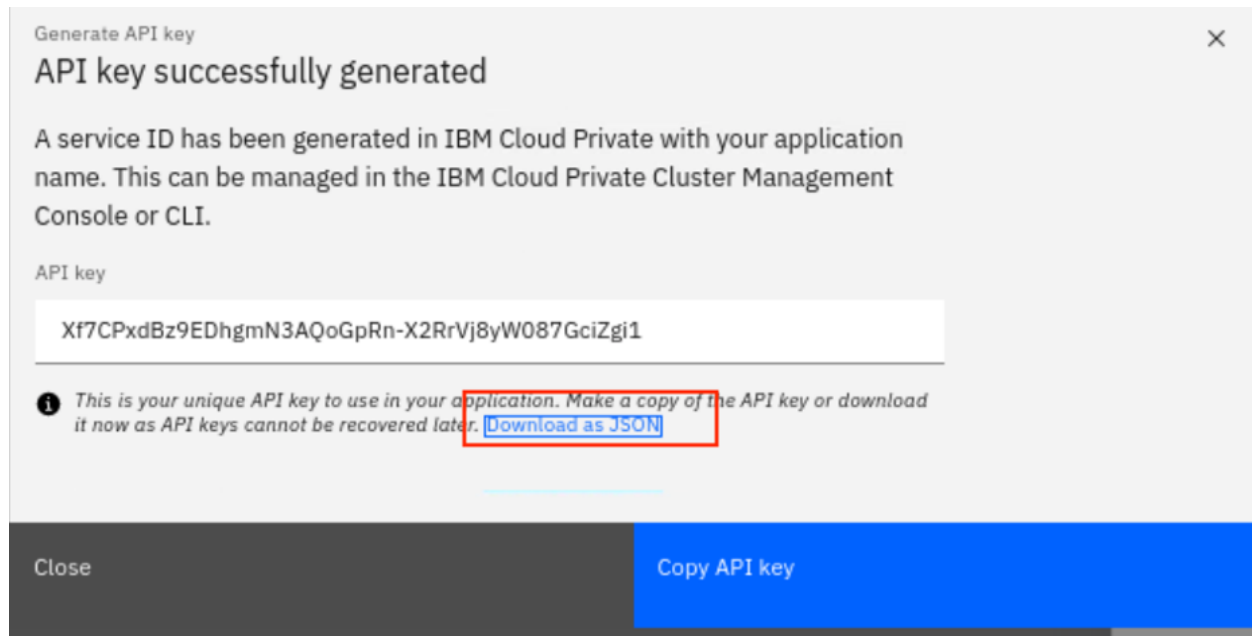 Generate API key
API key successfully generated
A service ID has been generated in IBM Cloud Private with your application
name. This can be managed in the IBM Cloud Private Cluster Management
Console or CLI.
API key
Xf7CPxdBz9EDhgmN3AQoGpRn-X2RrVj8yW087GciZgi1
This is your unique API key to use in your application. Make a copy of the API key or download
it now as API keys cannot be recovered later. Download as JSON
Close
Copy API key